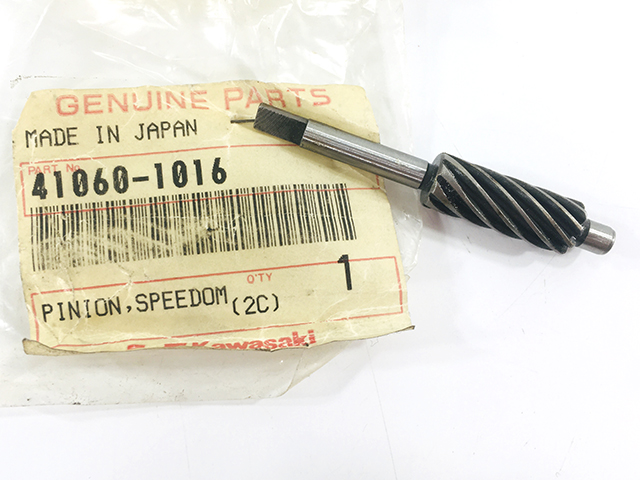 GENUINE PARTS
MADE IN JAPAN
PART No.
41060-1016
Q'TY
1
PINION,SPEEDOM(2C)
Kawasaki